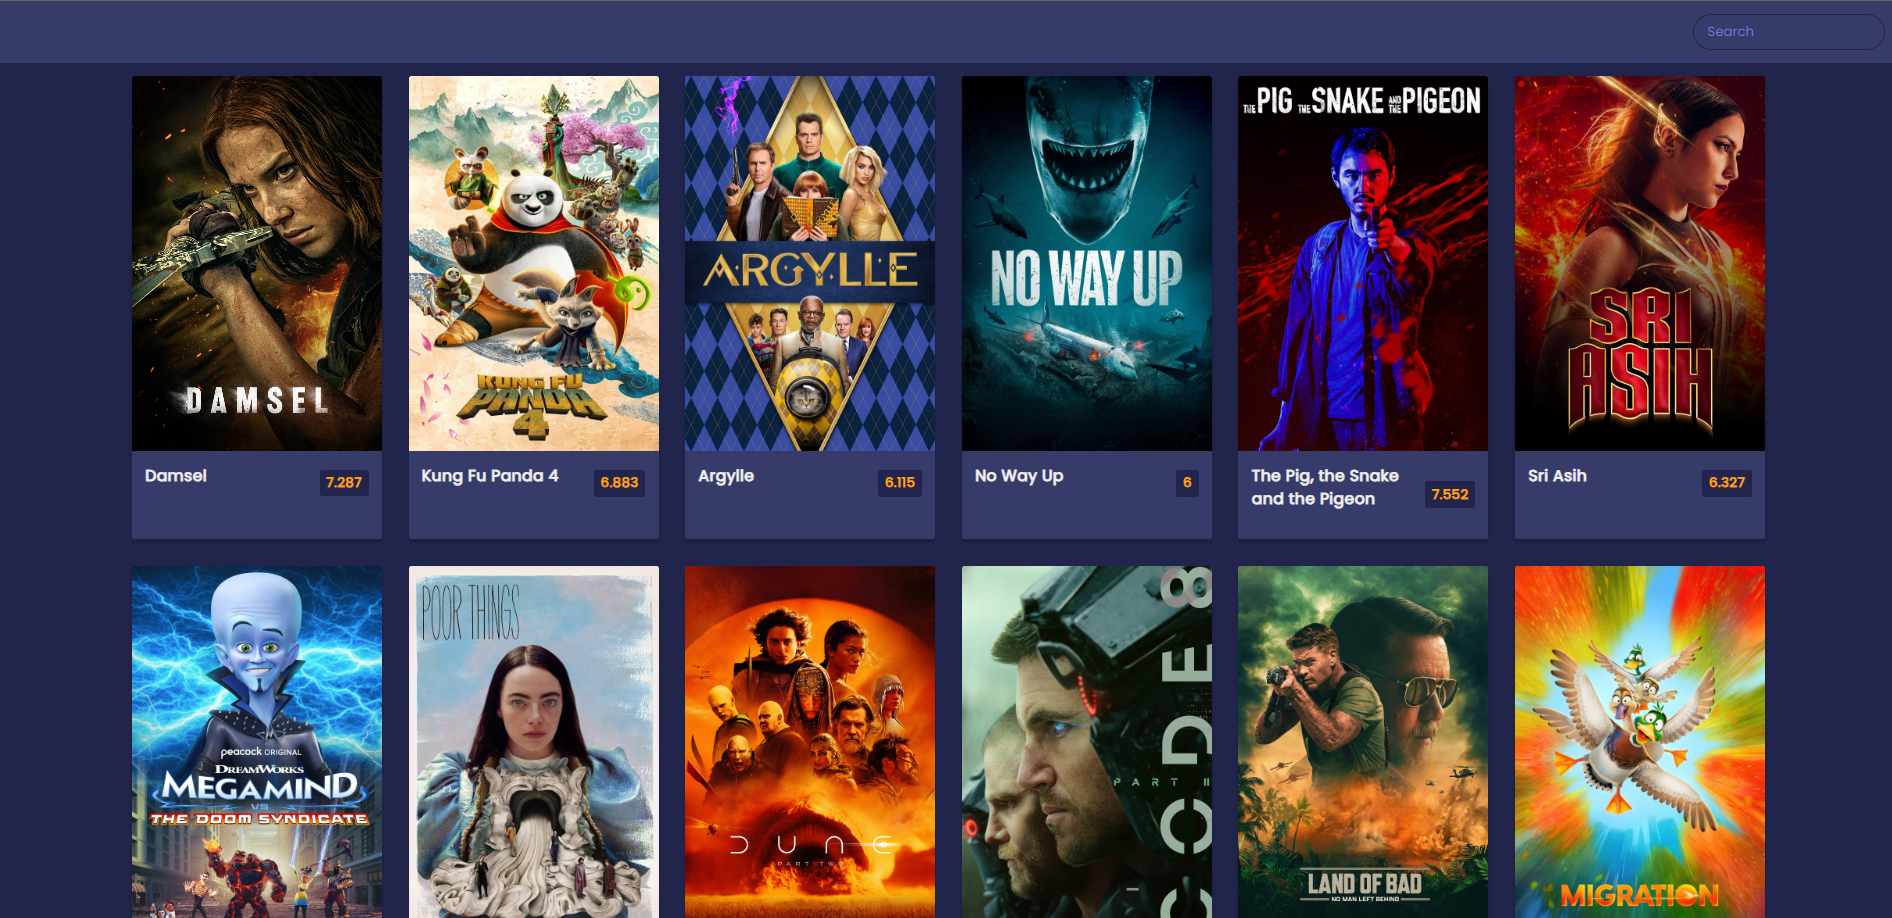 Search
DAMSEL
KUNG FU
PANDA
4
ARGYLLE
NO WAY UP
THE PIG THE SNAKE AND THE PIGEON
SRI
ASIH
Damsel
7.287
Kung Fu Panda 4
6.883
Argylle
6.115
No Way Up
6
The Pig, the Snake
and the Pigeon
7.552
Sri Asih
6.327
peacock ORIGINAL
DREAMWORKS
MEGAMIND
VS
THE DOOM SYNDICATE
POOR THINGS
DUNE
PART TWO
CODE 8
PART II
LAND OF BAD
NO MAN LEFT BEHIND
MIGRATION